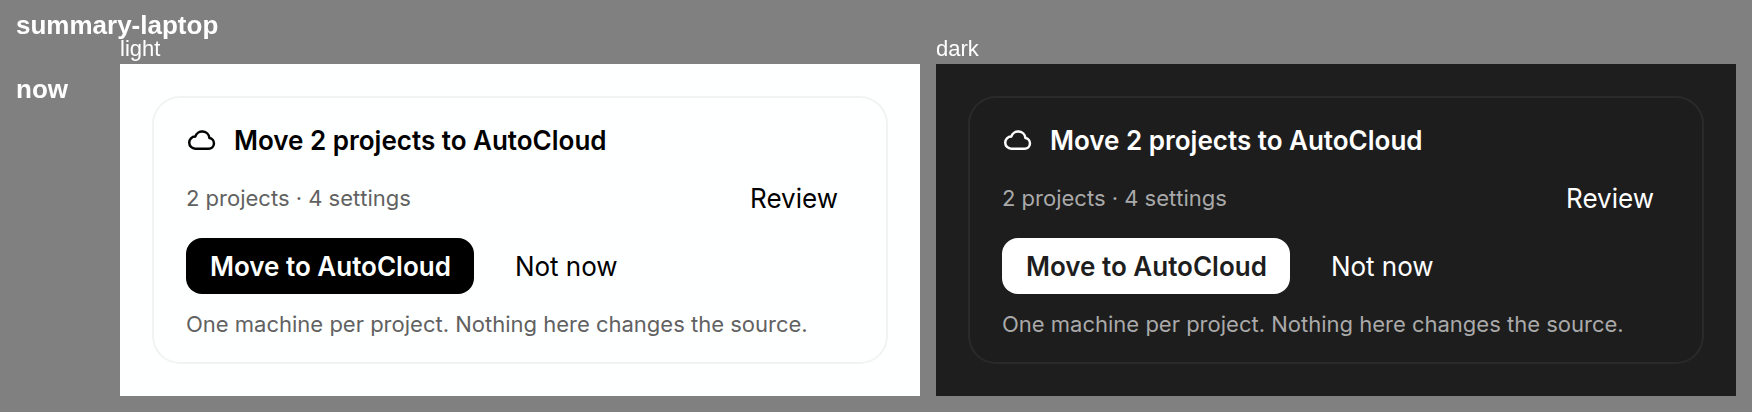 summary-laptop
light
dark
now
Move 2 projects to AutoCloud
2 projects · 4 settings
Review
Move to AutoCloud
Not now
One machine per project. Nothing here changes the source.
Move 2 projects to AutoCloud
2 projects · 4 settings
Review
Move to AutoCloud
Not now
One machine per project. Nothing here changes the source.